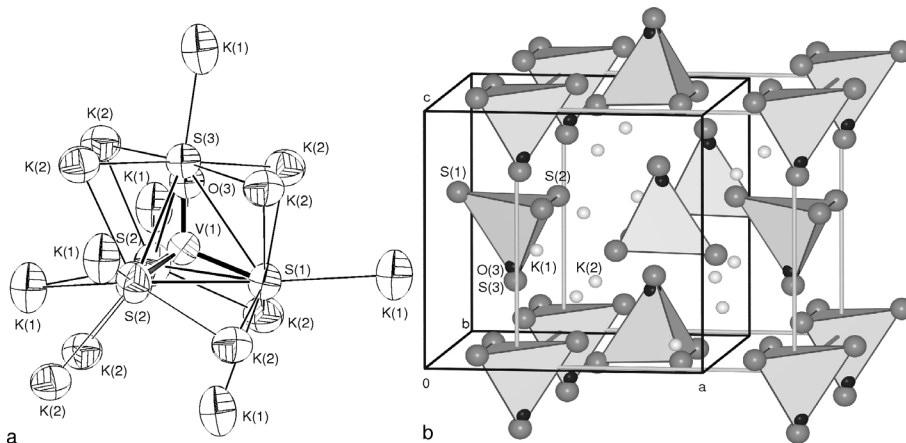 K(1)
K(2)
S(3)
K(2)
K(2)
K(1)
O(3)
K(2)
S(2)
V(1)
K(1)
S(1)
K(1)
S(2)
K(2)
K(1)
K(2)
K(2)
K(2)
K(1)
a
c
S(1)
S(2)
O(3)
K(1)
K(2)
S(3)
b
0
a
b